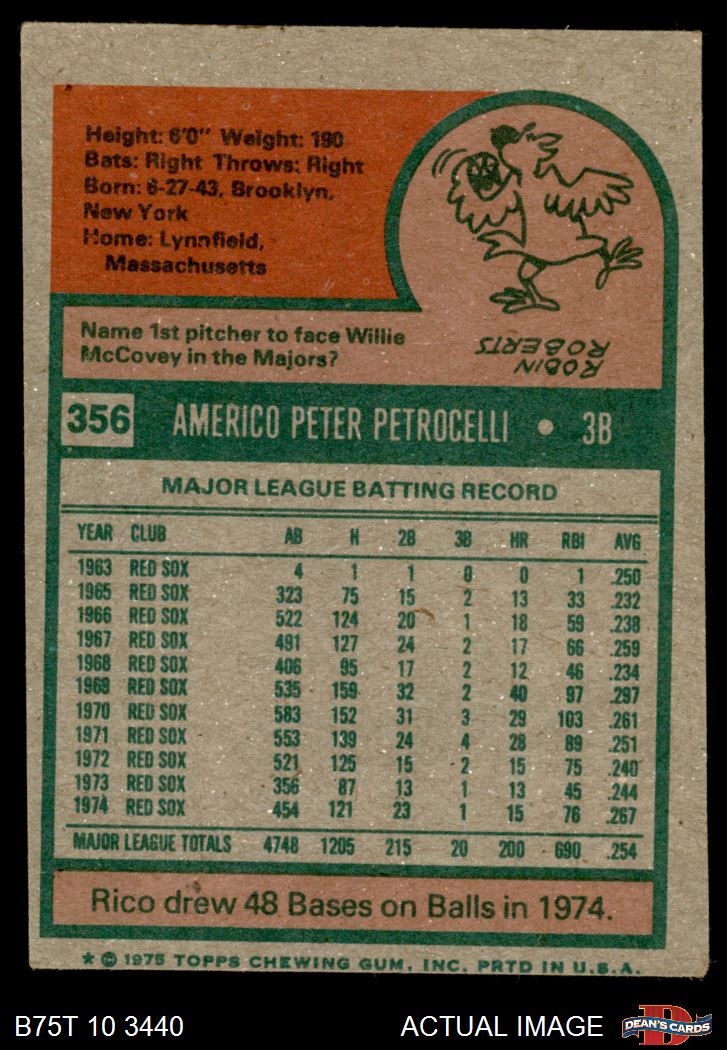 Height: 6'0" Weight: 190
Bats: Right Throws: Right
Born: 6-27-43, Brooklyn,
New York
Home: Lynnfield,
Massachusetts
Name 1st pitcher to face Willie
McCovey in the Majors?
ROBIN
ROBERTS
356 AMERICO PETER PETROCELLI • 3B
MAJOR LEAGUE BATTING RECORD
YEAR CLUB AB H 2B 3B HR RBI AVG
1963 RED SOX 4 1 1 0 0 1 .250
1965 RED SOX 323 75 15 2 13 33 .232
1966 RED SOX 522 124 20 1 18 59 .238
1967 RED SOX 491 127 24 2 17 66 .259
1968 RED SOX 406 95 17 2 12 46 .234
1969 RED SOX 535 159 32 2 40 97 .297
1970 RED SOX 583 152 31 3 29 103 .261
1971 RED SOX 553 139 24 4 28 89 .251
1972 RED SOX 521 125 15 2 15 75 .240
1973 RED SOX 356 87 13 1 13 45 .244
1974 RED SOX 454 121 23 1 15 76 .267
MAJOR LEAGUE TOTALS 4748 1205 215 20 200 690 .254
Rico drew 48 Bases on Balls in 1974.
* © 1975 TOPPS CHEWING GUM, INC. PRTD IN U.S.A.
B75T 10 3440 ACTUAL IMAGE D DEAN'S CARDS